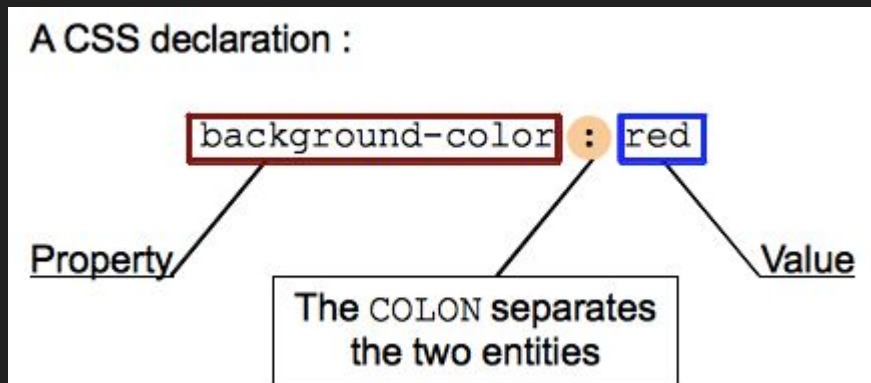 A CSS declaration :
background-color : red
Property
Value
The COLON separates
the two entities